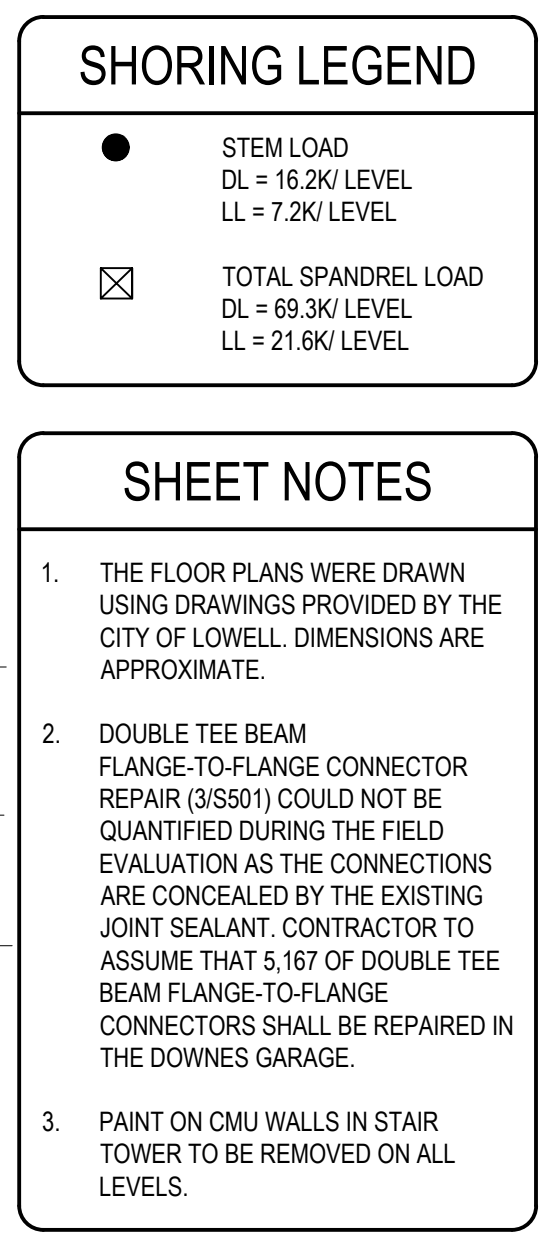 SHORING LEGEND
STEM LOAD
DL = 16.2K/ LEVEL
LL = 7.2K/ LEVEL
TOTAL SPANDREL LOAD
DL = 69.3K/ LEVEL
LL = 21.6K/ LEVEL
SHEET NOTES
1. THE FLOOR PLANS WERE DRAWN
USING DRAWINGS PROVIDED BY THE
CITY OF LOWELL. DIMENSIONS ARE
APPROXIMATE.
2. DOUBLE TEE BEAM
FLANGE-TO-FLANGE CONNECTOR
REPAIR (3/S501) COULD NOT BE
QUANTIFIED DURING THE FIELD
EVALUATION AS THE CONNECTIONS
ARE CONCEALED BY THE EXISTING
JOINT SEALANT. CONTRACTOR TO
ASSUME THAT 5,167 OF DOUBLE TEE
BEAM FLANGE-TO-FLANGE
CONNECTORS SHALL BE REPAIRED IN
THE DOWNES GARAGE.
3. PAINT ON CMU WALLS IN STAIR
TOWER TO BE REMOVED ON ALL
LEVELS.